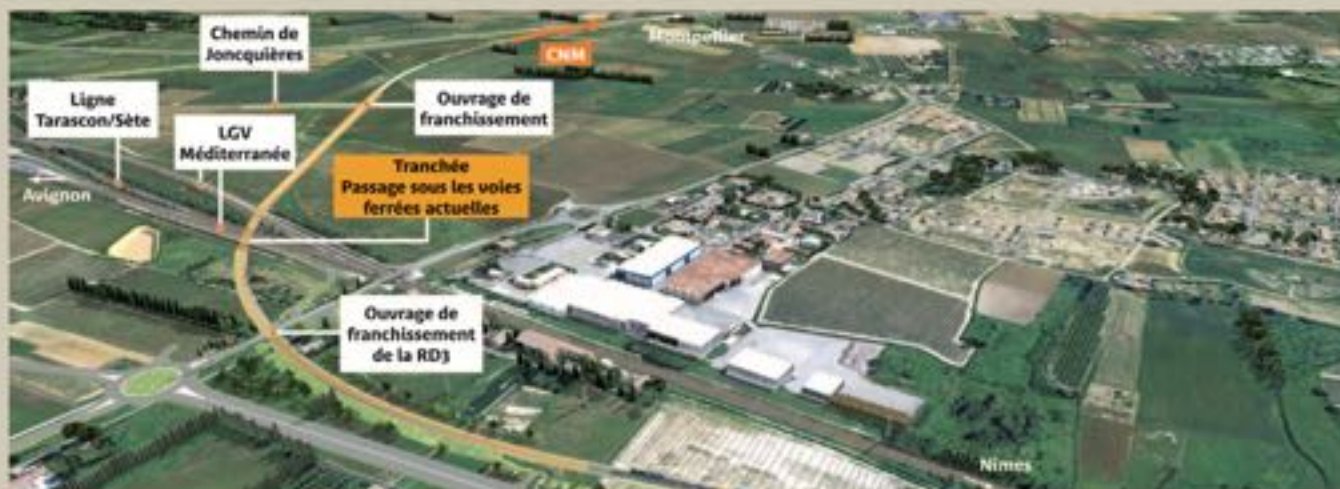 Chemin de
Joncquières
Montpellier
CNM
Ligne
Tarascon/Sète
Ouvrage de
franchissement
LGV
Méditerranée
Tranchée
Passage sous les voies
ferrées actuelles
Avignon
Ouvrage de
franchissement
de la RD3
Nîmes